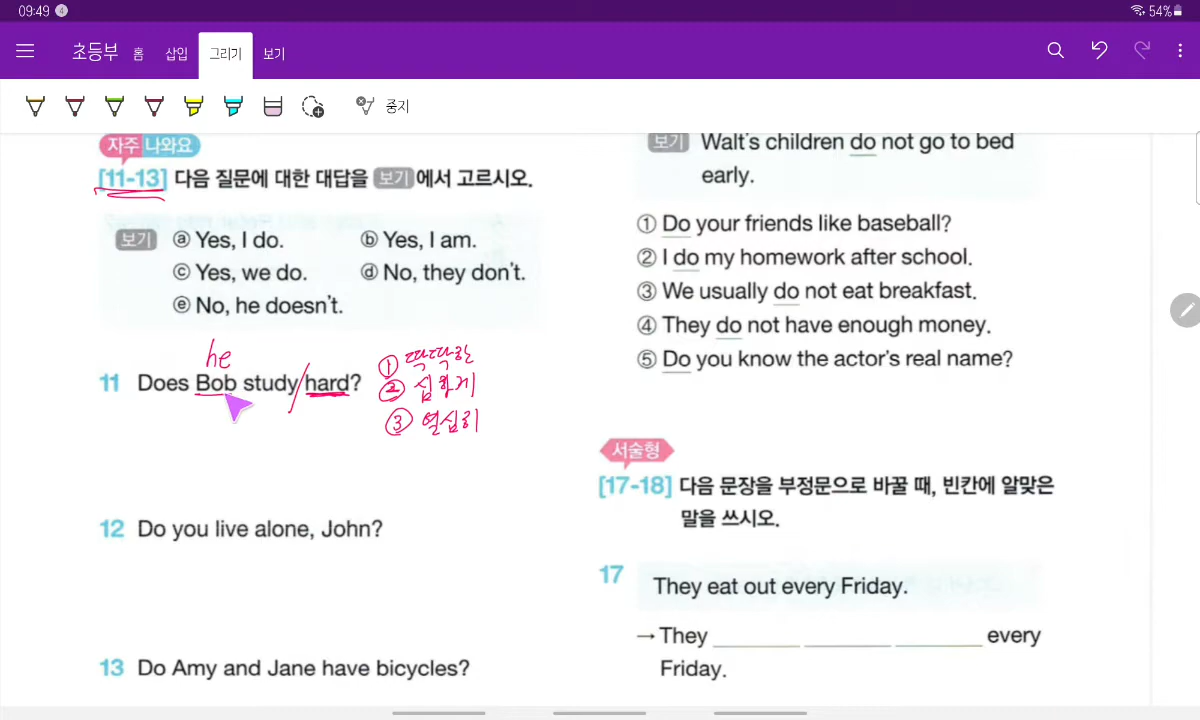 09:49 4 54%
초등부 홈 삽입 그리기 보기
중지
자주 나와요
[11-13] 다음 질문에 대한 대답을 보기 에서 고르시오.
보기 ⓐ Yes, I do. ⓑ Yes, I am.
ⓒ Yes, we do. ⓓ No, they don't.
ⓔ No, he doesn't.
he
11 Does Bob study / hard?
① 딱딱한
② 심하게
③ 열심히
12 Do you live alone, John?
13 Do Amy and Jane have bicycles?
보기 Walt's children do not go to bed
early.
① Do your friends like baseball?
② I do my homework after school.
③ We usually do not eat breakfast.
④ They do not have enough money.
⑤ Do you know the actor's real name?
서술형
[17-18] 다음 문장을 부정문으로 바꿀 때, 빈칸에 알맞은
말을 쓰시오.
17 They eat out every Friday.
→ They ________ ________ ________ every
Friday.